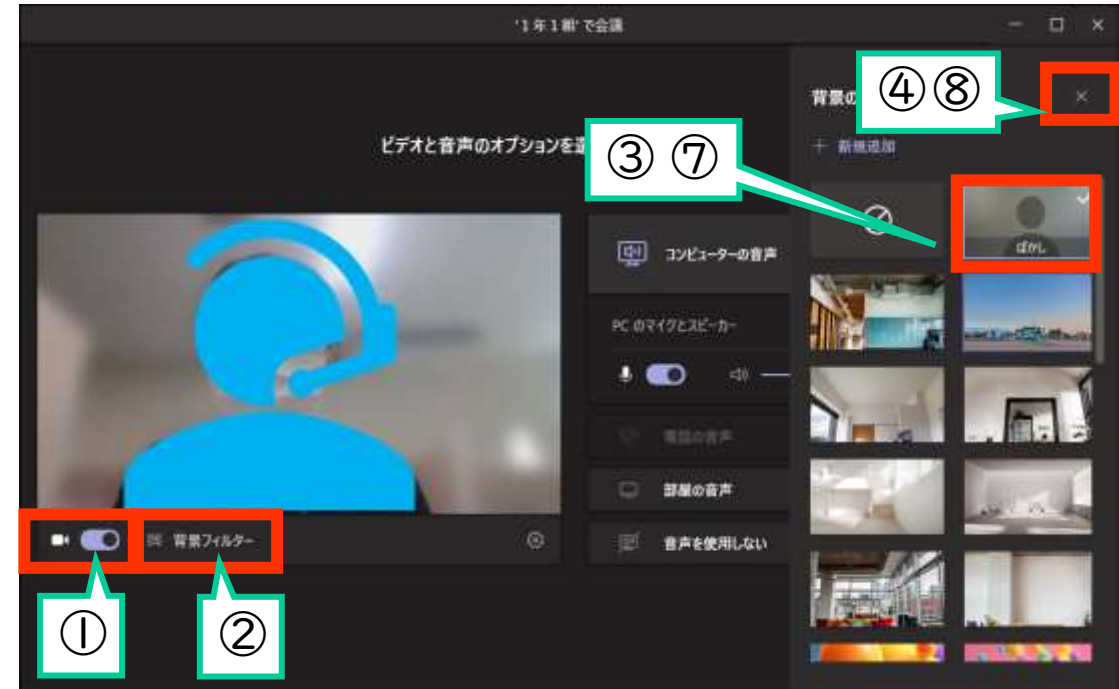 '1年1組'で会議
背景の
④⑧
ビデオと音声のオプションを選
③⑦
＋ 新規追加
ぼかし
コンピューターの音声
PC のマイクとスピーカー
電話の音声
部屋の音声
音声を使用しない
背景フィルター
①
②